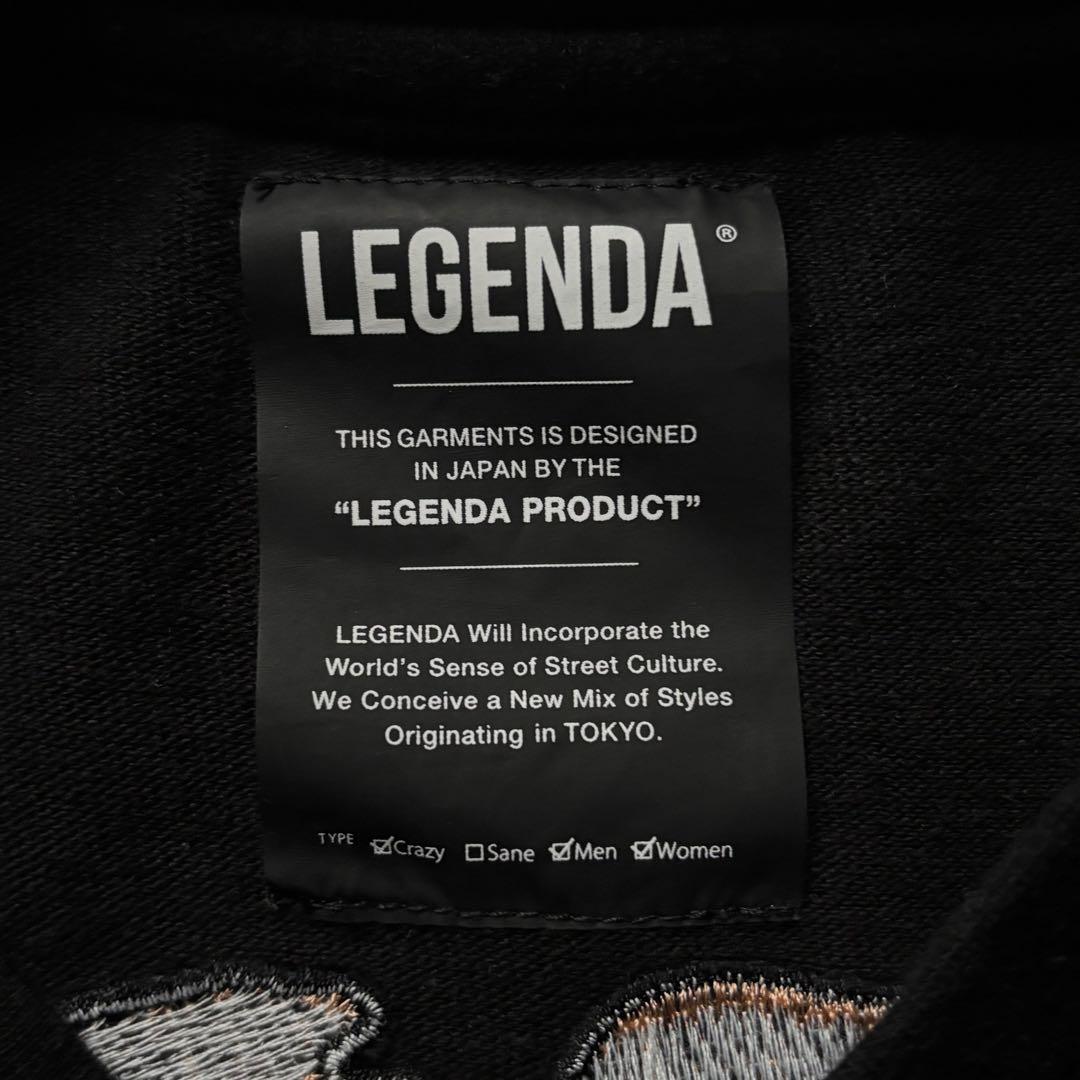 LEGENDA®
THIS GARMENTS IS DESIGNED
IN JAPAN BY THE
“LEGENDA PRODUCT”
LEGENDA Will Incorporate the
World's Sense of Street Culture.
We Conceive a New Mix of Styles
Originating in TOKYO.
TYPE ☑Crazy ☐Sane ☑Men ☑Women